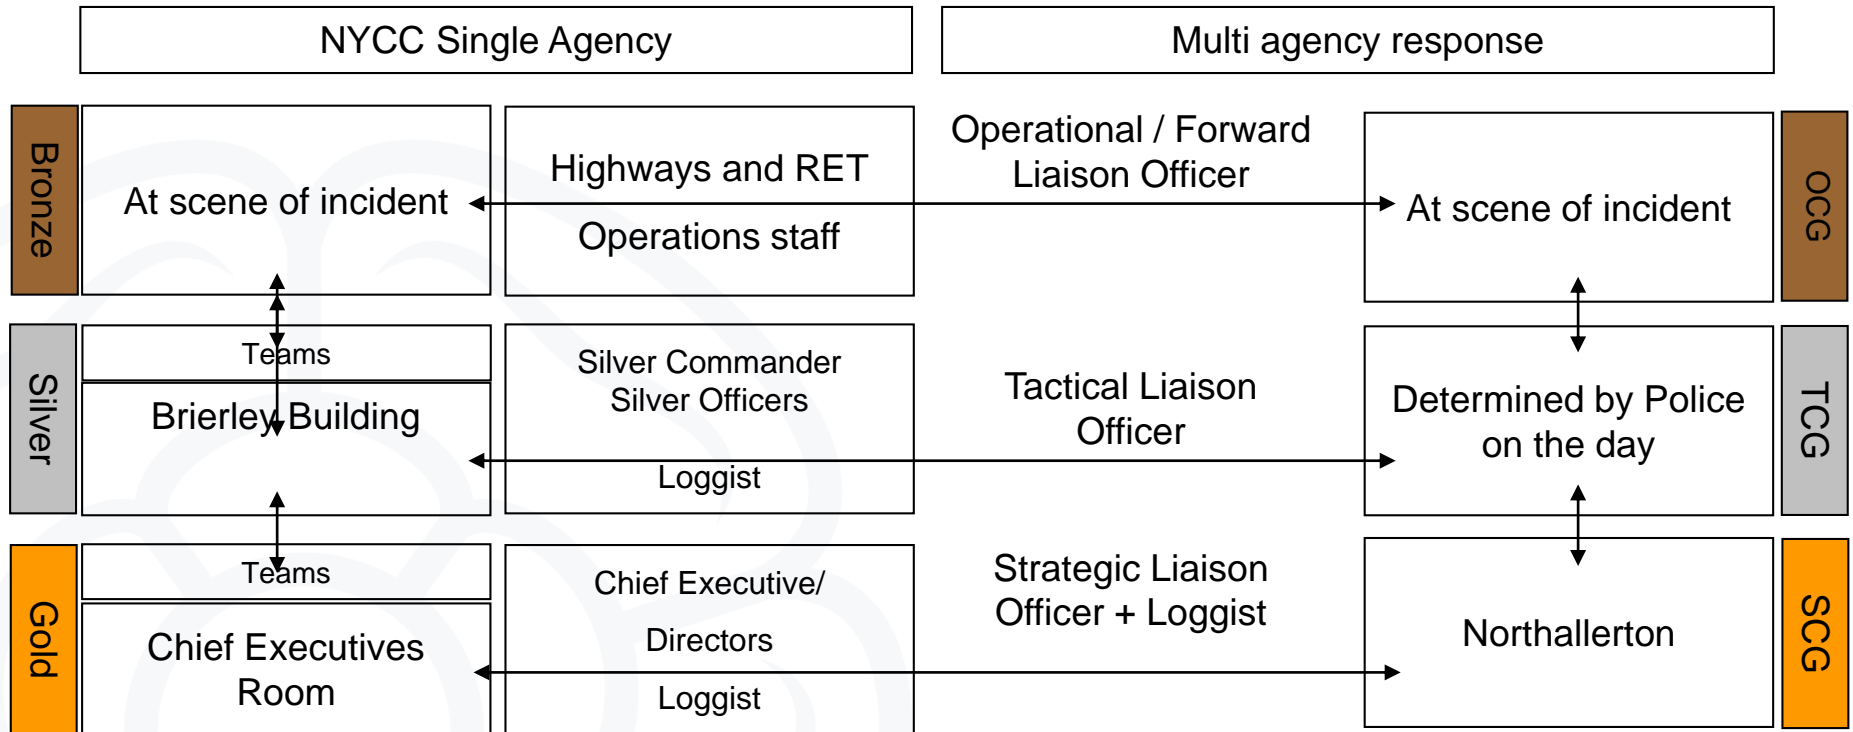 NYCC Single Agency
Multi agency response
Bronze
At scene of incident
Highways and RET
Operations staff
Operational / Forward
Liaison Officer
At scene of incident
OCG
Silver
Teams
Brierley Building
Silver Commander
Silver Officers
Loggist
Tactical Liaison
Officer
Determined by Police
on the day
TCG
Gold
Teams
Chief Executives
Room
Chief Executive/
Directors
Loggist
Strategic Liaison
Officer + Loggist
Northallerton
SCG